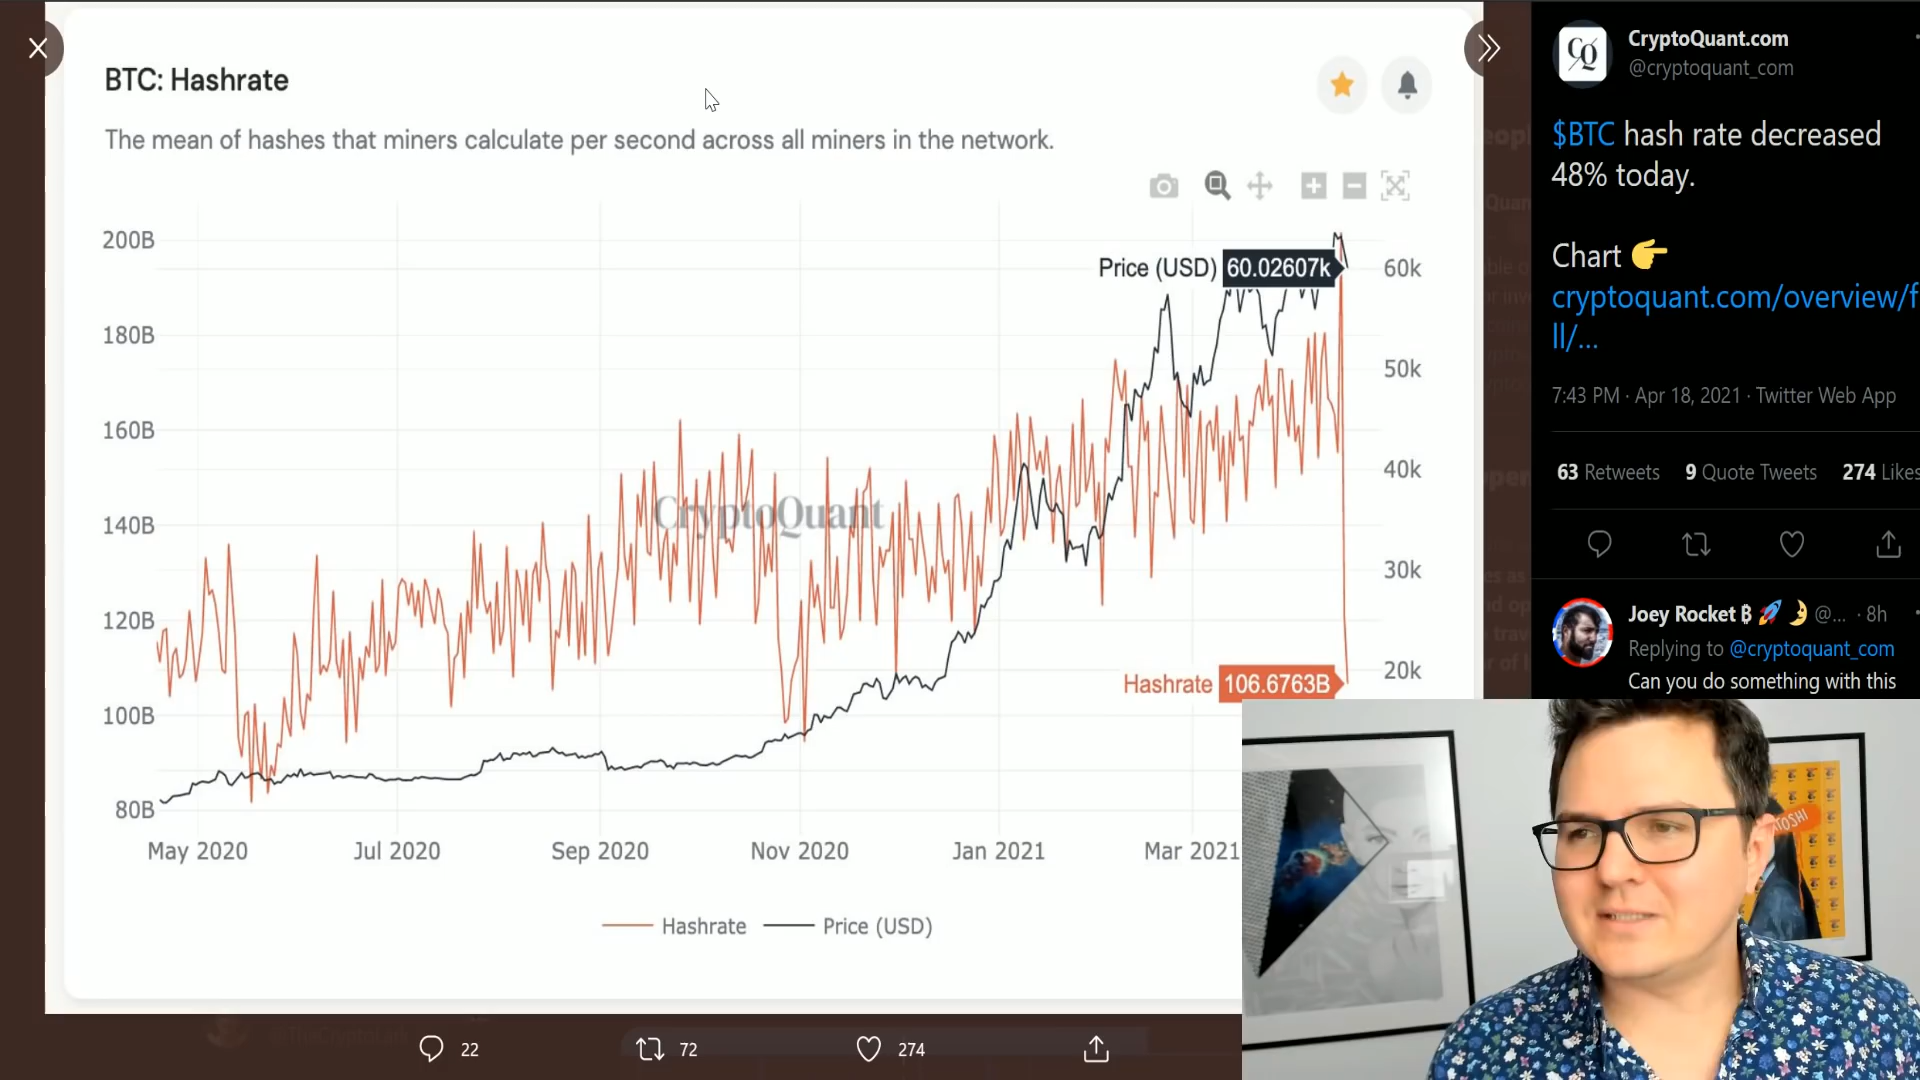 BTC: Hashrate
The mean of hashes that miners calculate per second across all miners in the network.
200B
180B
160B
140B
120B
100B
80B
Price (USD) 60.02607k
60k
50k
40k
30k
20k
CryptoQuant
Hashrate 106.6763B
May 2020
Jul 2020
Sep 2020
Nov 2020
Jan 2021
Mar 2021
Hashrate
Price (USD)
22
72
274
CryptoQuant.com
@cryptoquant_com
$BTC hash rate decreased
48% today.
Chart 👉
cryptoquant.com/overview/f
ll/...
7:43 PM · Apr 18, 2021 · Twitter Web App
63 Retweets 9 Quote Tweets 274 Likes
Joey Rocket ₿ 🚀 🌛 @... · 8h
Replying to @cryptoquant_com
Can you do something with this